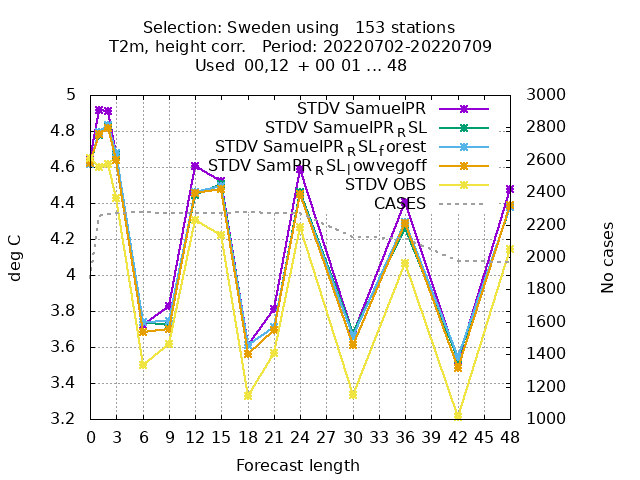 Selection: Sweden using   153 stations
T2m, height corr.   Period: 20220702-20220709
Used  00,12  + 00 01 ... 48
5
4.8
4.6
4.4
4.2
4
3.8
3.6
3.4
3.2
deg C
STDV SamuelPR
STDV SamuelPR_RSL
STDV SamuelPR_RSL_forest
STDV SamPR_RSL_lowvegoff
STDV OBS
CASES
3000
2800
2600
2400
2200
2000
1800
1600
1400
1200
1000
No cases
0 3 6 9 12 15 18 21 24 27 30 33 36 39 42 45 48
Forecast length